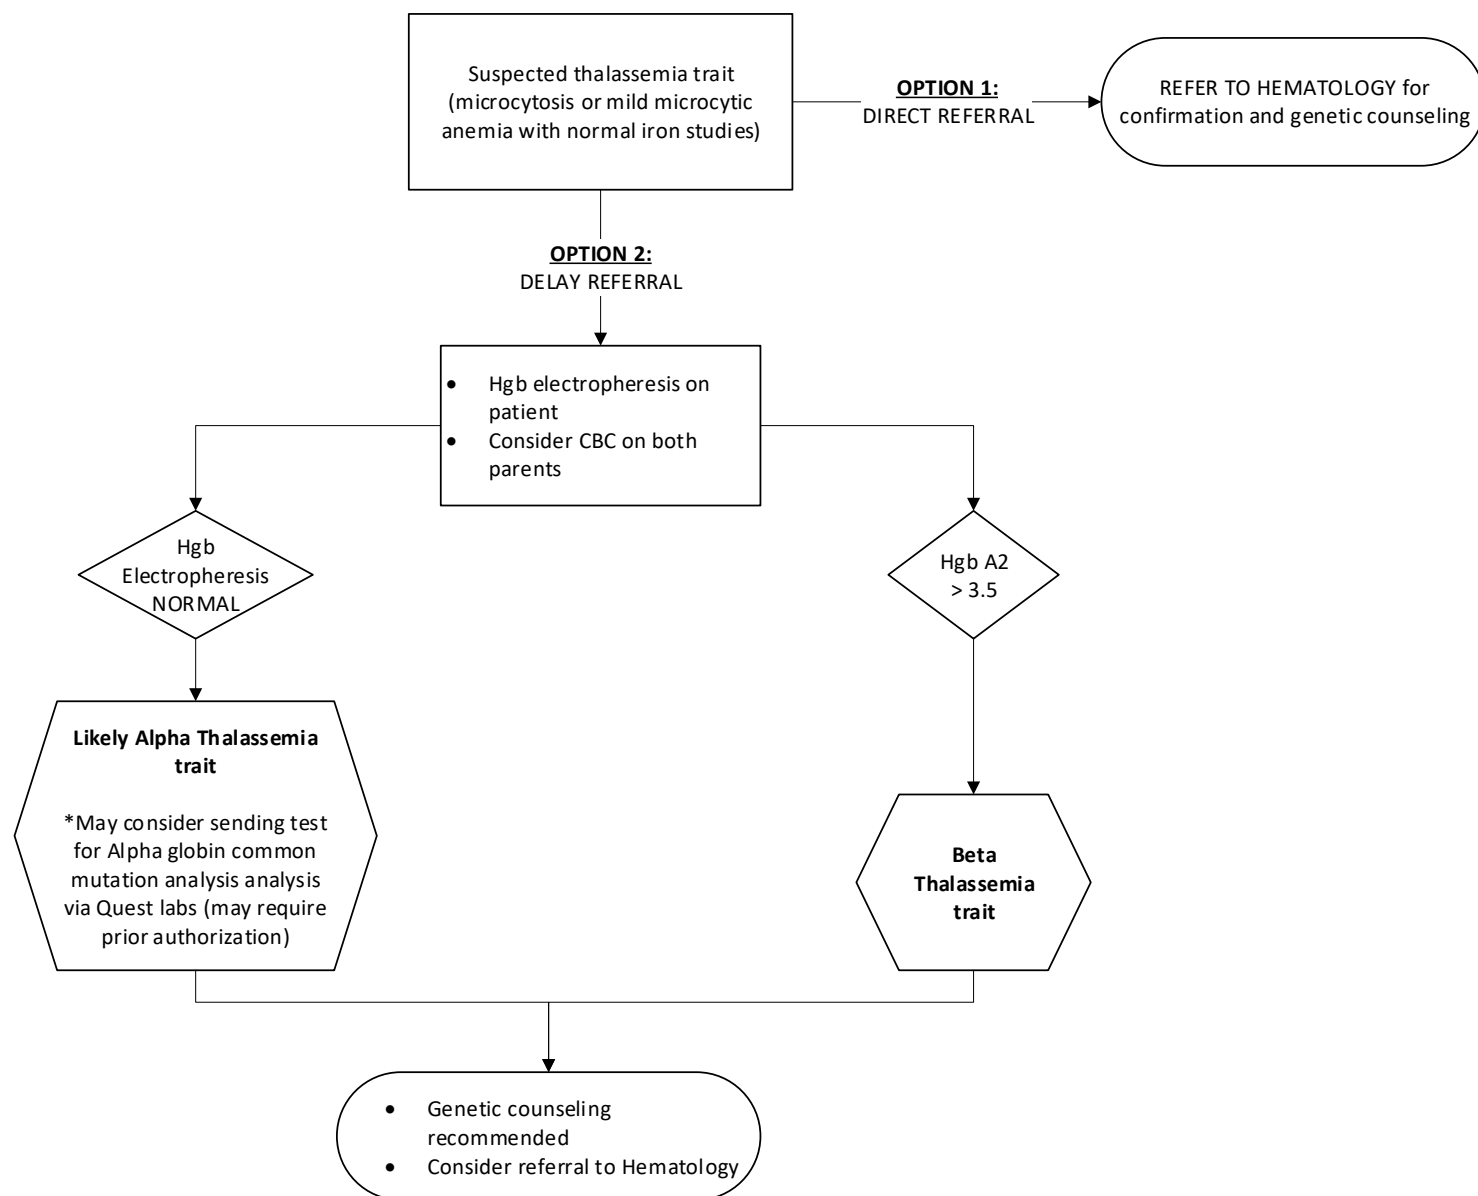 Suspected thalassemia trait
(microcytosis or mild microcytic
anemia with normal iron studies)
OPTION 1:
DIRECT REFERRAL
REFER TO HEMATOLOGY for
confirmation and genetic counseling
OPTION 2:
DELAY REFERRAL
• Hgb electropheresis on
patient
• Consider CBC on both
parents
Hgb
Electropheresis
NORMAL
Hgb A2
> 3.5
Likely Alpha Thalassemia
trait
*May consider sending test
for Alpha globin common
mutation analysis analysis
via Quest labs (may require
prior authorization)
Beta
Thalassemia
trait
• Genetic counseling
recommended
• Consider referral to Hematology